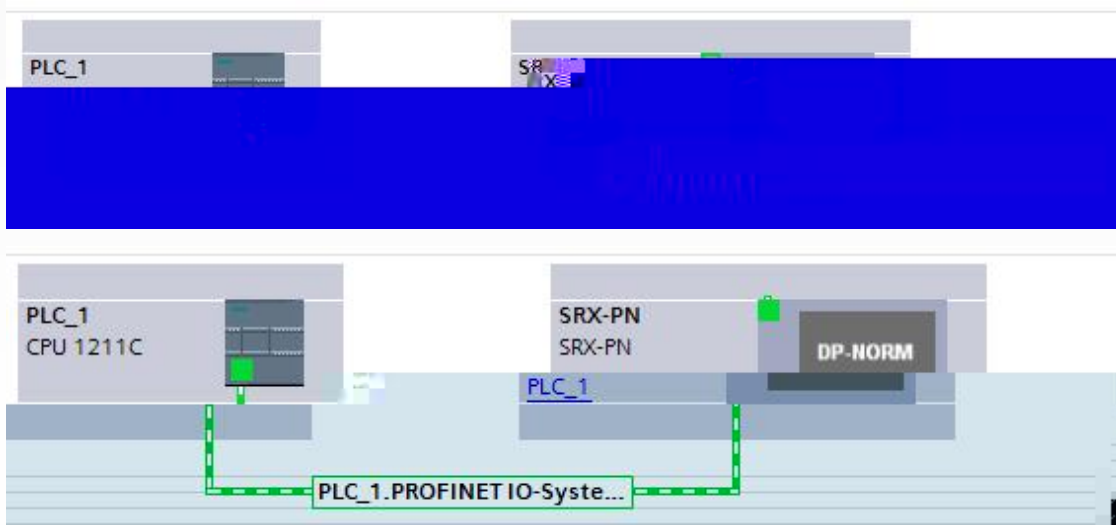 PLC_1
PLC_1
CPU 1211C
SRX-PN
SRX-PN
DP-NORM
PLC_1
PLC_1.PROFINET IO-Syste...